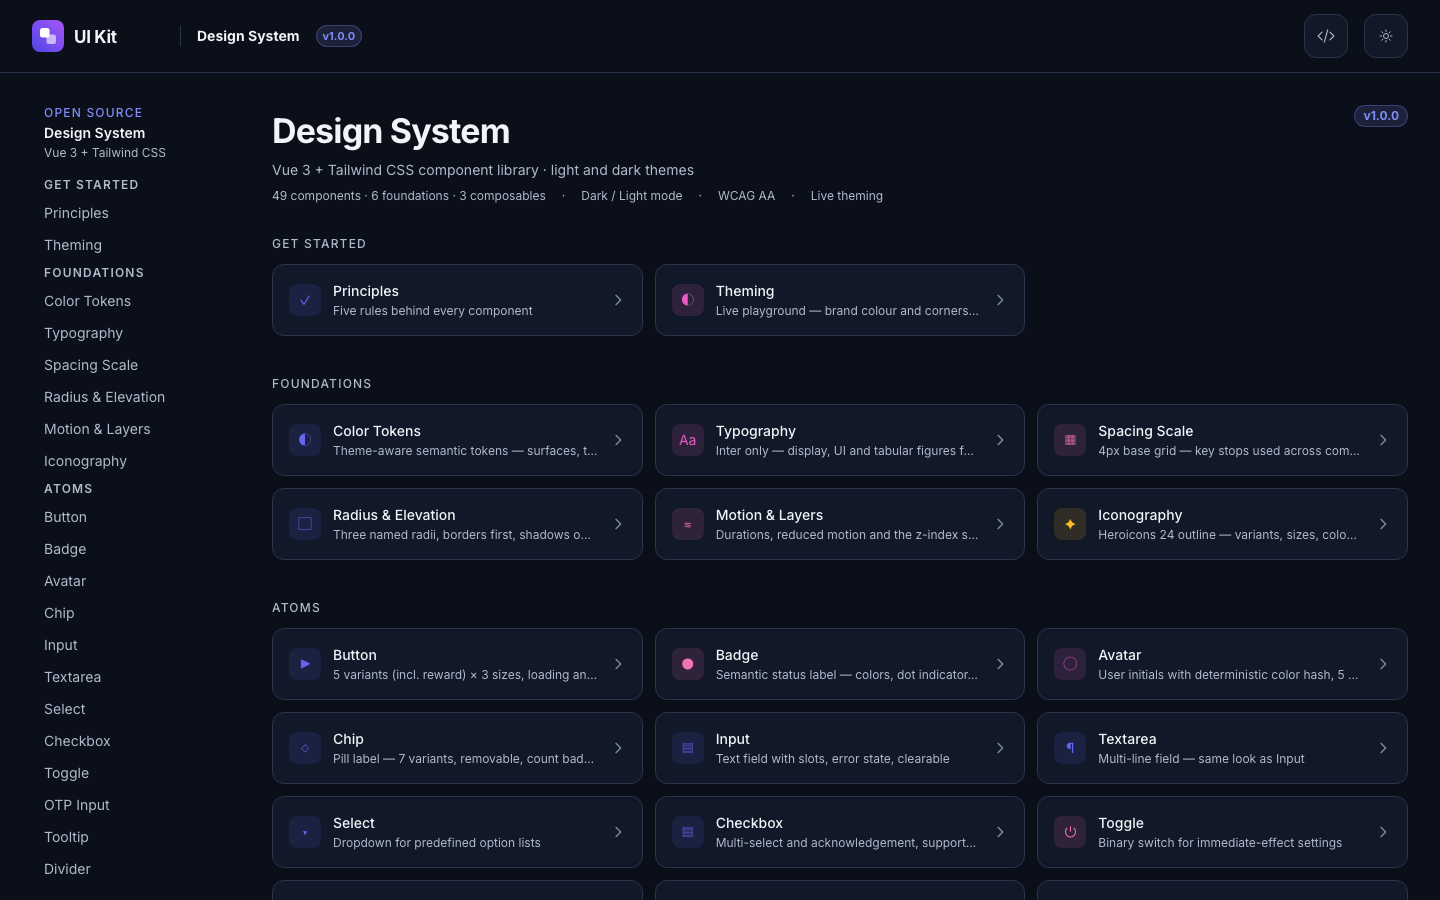 UI Kit
Design System
v1.0.0
OPEN SOURCE
Design System
Vue 3 + Tailwind CSS
GET STARTED
Principles
Theming
FOUNDATIONS
Color Tokens
Typography
Spacing Scale
Radius & Elevation
Motion & Layers
Iconography
ATOMS
Button
Badge
Avatar
Chip
Input
Textarea
Select
Checkbox
Toggle
OTP Input
Tooltip
Divider
Design System
v1.0.0
Vue 3 + Tailwind CSS component library · light and dark themes
49 components · 6 foundations · 3 composables · Dark / Light mode · WCAG AA · Live theming
GET STARTED
Principles
Five rules behind every component
Theming
Live playground — brand colour and corners...
FOUNDATIONS
Color Tokens
Theme-aware semantic tokens — surfaces, t...
Aa
Typography
Inter only — display, UI and tabular figures f...
Spacing Scale
4px base grid — key stops used across com...
Radius & Elevation
Three named radii, borders first, shadows o...
Motion & Layers
Durations, reduced motion and the z-index s...
Iconography
Heroicons 24 outline — variants, sizes, colo...
ATOMS
Button
5 variants (incl. reward) × 3 sizes, loading an...
Badge
Semantic status label — colors, dot indicator...
Avatar
User initials with deterministic color hash, 5 ...
Chip
Pill label — 7 variants, removable, count bad...
Input
Text field with slots, error state, clearable
¶
Textarea
Multi-line field — same look as Input
Select
Dropdown for predefined option lists
Checkbox
Multi-select and acknowledgement, support...
Toggle
Binary switch for immediate-effect settings